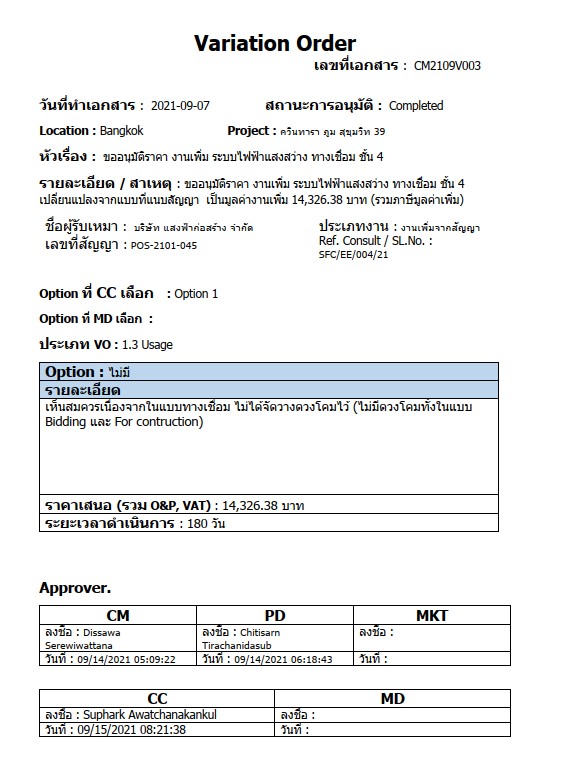 Variation Order
เลขที่เอกสาร : CM2109V003
วันที่ทำเอกสาร : 2021-09-07 สถานะการอนุมัติ : Completed
Location : Bangkok Project : ควินทารา ภูม สุขุมวิท 39
หัวเรื่อง : ขออนุมัติราคา งานเพิ่ม ระบบไฟฟ้าแสงสว่าง ทางเชื่อม ชั้น 4
รายละเอียด / สาเหตุ : ขออนุมัติราคา งานเพิ่ม ระบบไฟฟ้าแสงสว่าง ทางเชื่อม ชั้น 4
เปลี่ยนแปลงจากแบบที่แนบสัญญา เป็นมูลค่างานเพิ่ม 14,326.38 บาท (รวมภาษีมูลค่าเพิ่ม)
ชื่อผู้รับเหมา : บริษัท แสงฟ้าก่อสร้าง จำกัด ประเภทงาน : งานเพิ่มจากสัญญา
เลขที่สัญญา : POS-2101-045 Ref. Consult / SL.No. :
SFC/EE/004/21
Option ที่ CC เลือก : Option 1
Option ที่ MD เลือก :
ประเภท VO : 1.3 Usage
Option : ไม่มี
รายละเอียด
เห็นสมควรเนื่องจากในแบบทางเชื่อม ไม่ได้จัดวางดวงโคมไว้ (ไม่มีดวงโคมทั้งในแบบ
Bidding และ For contruction)
ราคาเสนอ (รวม O&P, VAT) : 14,326.38 บาท
ระยะเวลาดำเนินการ : 180 วัน
Approver.
CM PD MKT
ลงชื่อ : Dissawa ลงชื่อ : Chitisarn ลงชื่อ :
Serewiwattana Tirachanidasub
วันที่ : 09/14/2021 05:09:22 วันที่ : 09/14/2021 06:18:43 วันที่ :
CC MD
ลงชื่อ : Suphark Awatchanakankul ลงชื่อ :
วันที่ : 09/15/2021 08:21:38 วันที่ :